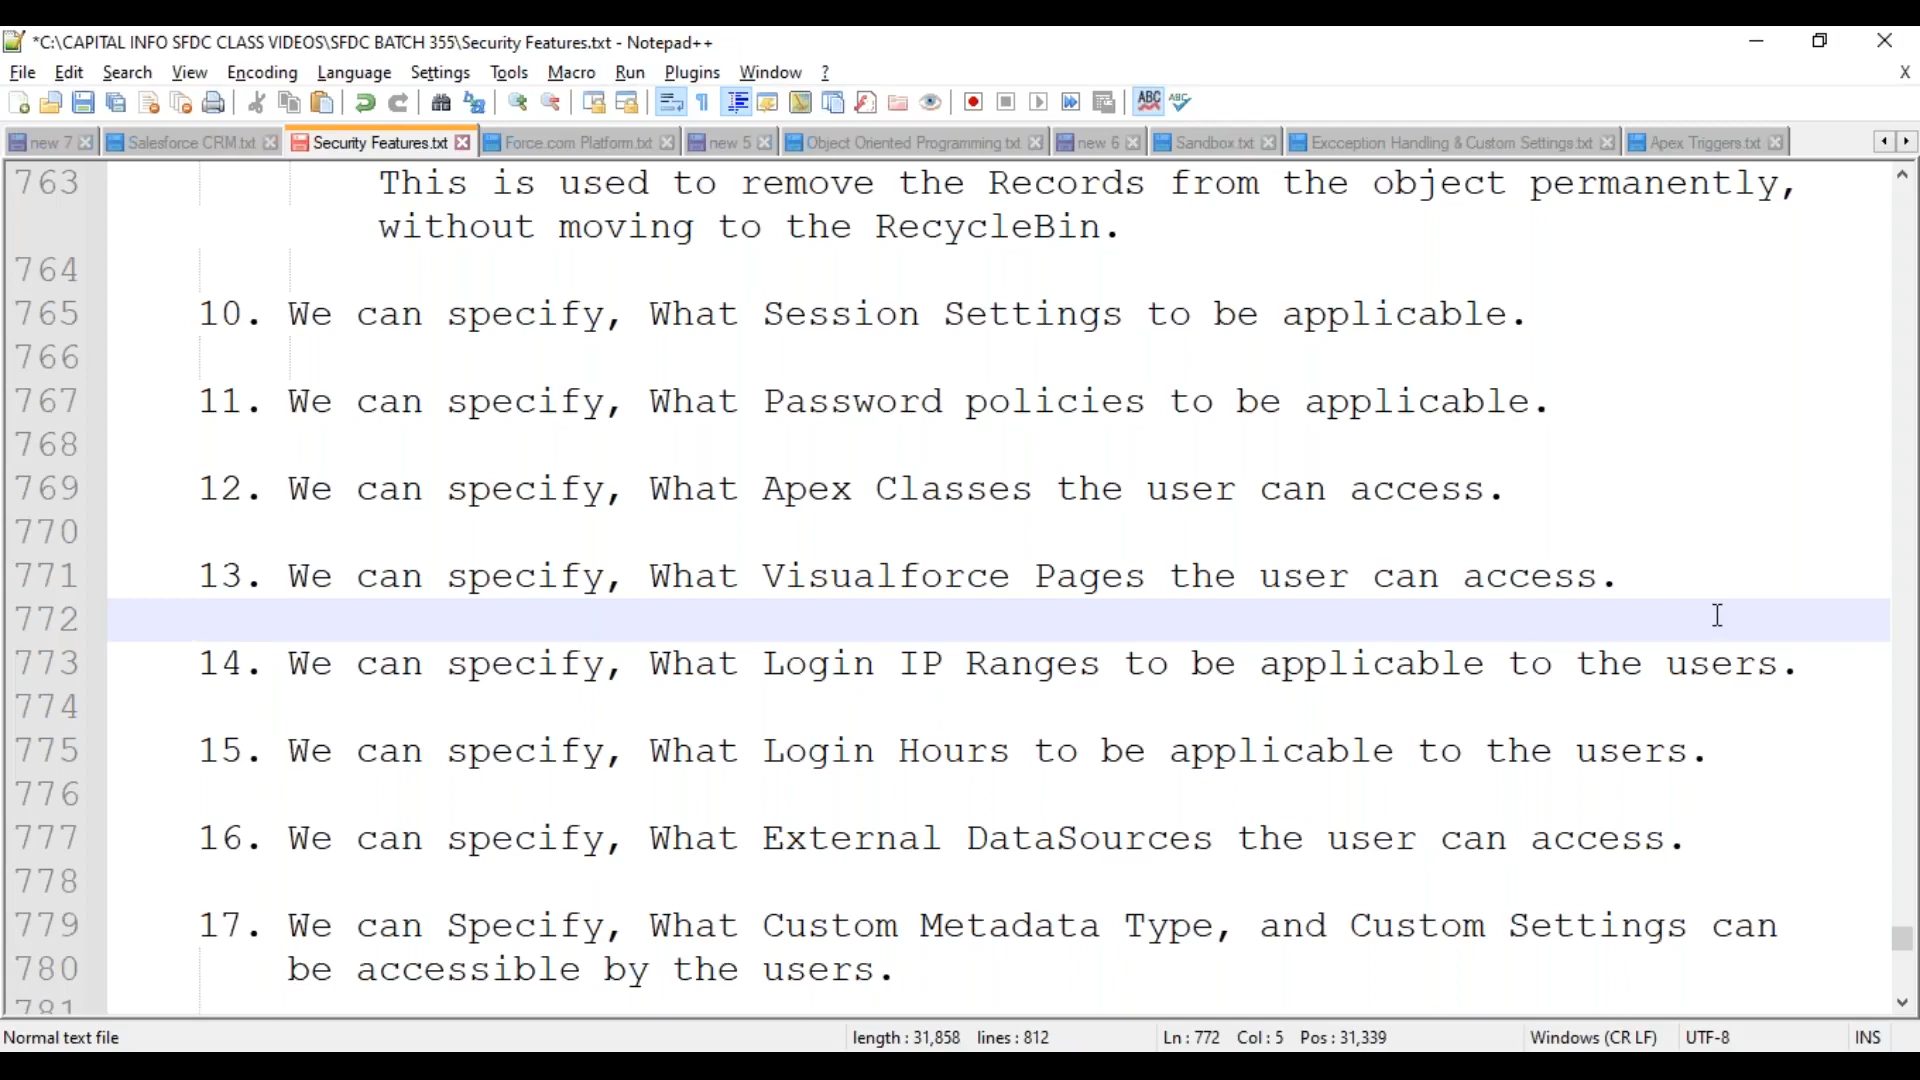 *C:\CAPITAL INFO SFDC CLASS VIDEOS\SFDC BATCH 355\Security Features.txt - Notepad++
File Edit Search View Encoding Language Settings Tools Macro Run Plugins Window ? X
new 7 Salesforce CRM.txt Security Features.txt Force.com Platform.txt new 5 Object Oriented Programming.txt new 6 Sandbox.txt Excception Handling & Custom Settings.txt Apex Triggers.txt
763 This is used to remove the Records from the object permanently,
without moving to the RecycleBin.
764
765 10. We can specify, What Session Settings to be applicable.
766
767 11. We can specify, What Password policies to be applicable.
768
769 12. We can specify, What Apex Classes the user can access.
770
771 13. We can specify, What Visualforce Pages the user can access.
772
773 14. We can specify, What Login IP Ranges to be applicable to the users.
774
775 15. We can specify, What Login Hours to be applicable to the users.
776
777 16. We can specify, What External DataSources the user can access.
778
779 17. We can Specify, What Custom Metadata Type, and Custom Settings can
780 be accessible by the users.
781
Normal text file length : 31,858 lines : 812 Ln : 772 Col : 5 Pos : 31,339 Windows (CR LF) UTF-8 INS